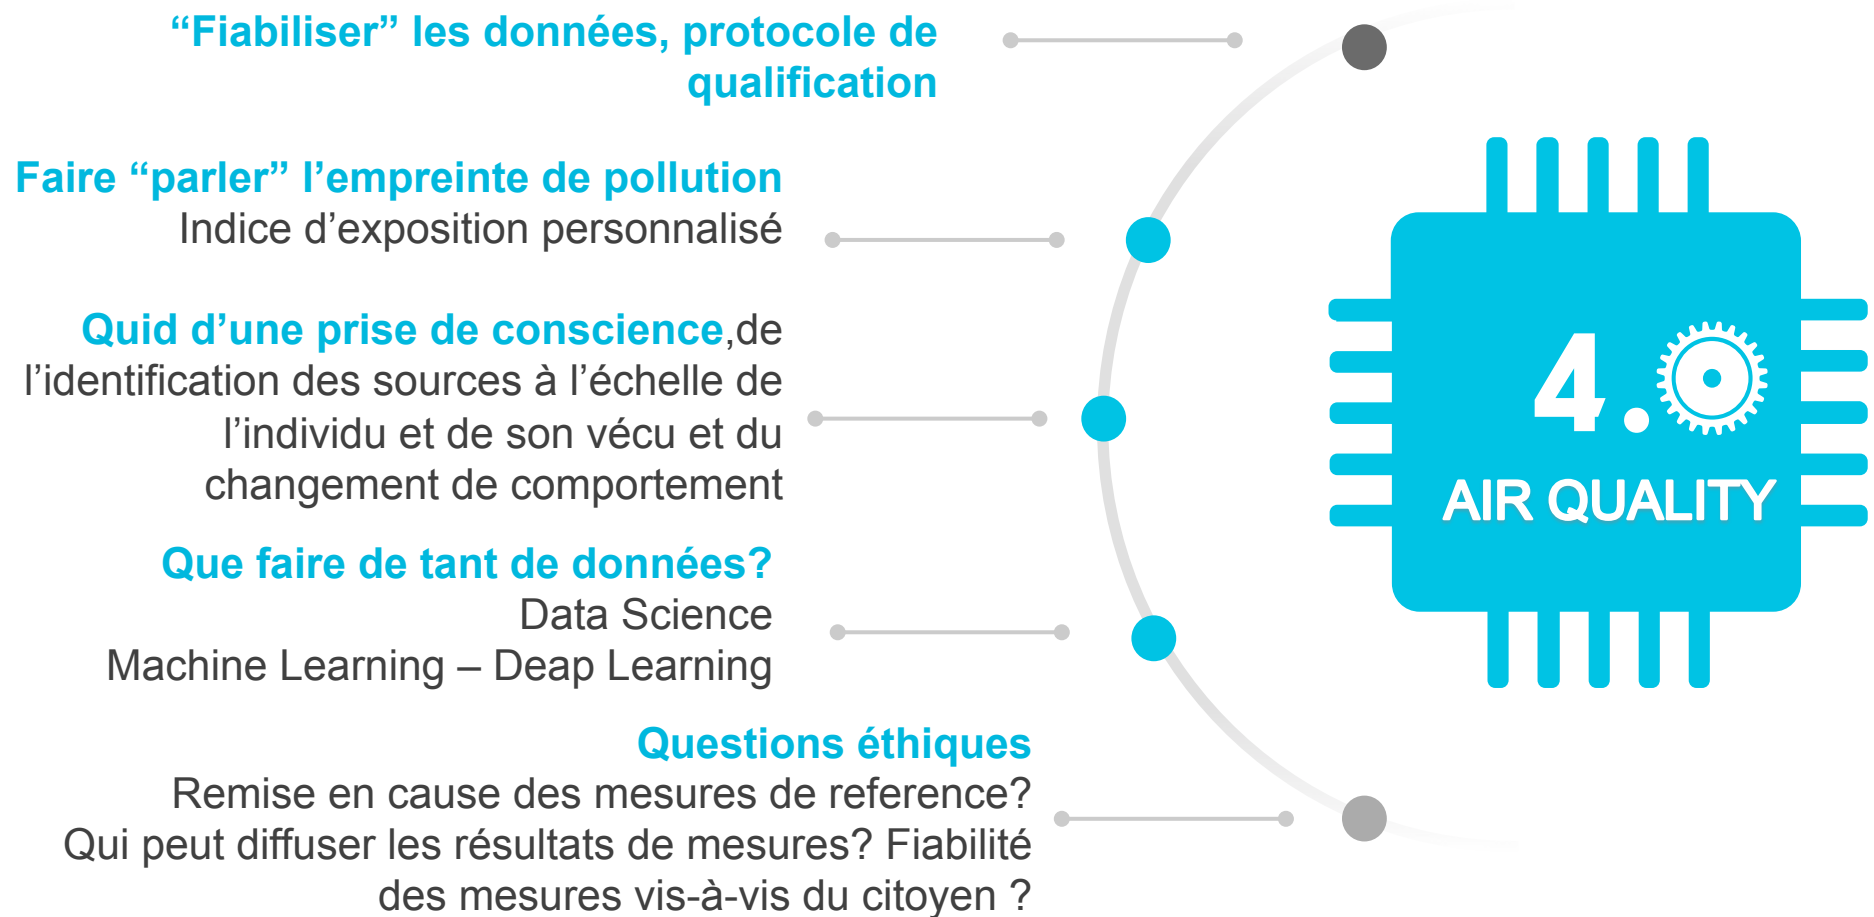 “Fiabiliser” les données, protocole de
qualification
Faire “parler” l’empreinte de pollution
Indice d’exposition personnalisé
Quid d’une prise de conscience,de
l’identification des sources à l’échelle de
l’individu et de son vécu et du
changement de comportement
Que faire de tant de données?
Data Science
Machine Learning – Deap Learning
Questions éthiques
Remise en cause des mesures de reference?
Qui peut diffuser les résultats de mesures? Fiabilité
des mesures vis-à-vis du citoyen ?
4.0
AIR QUALITY